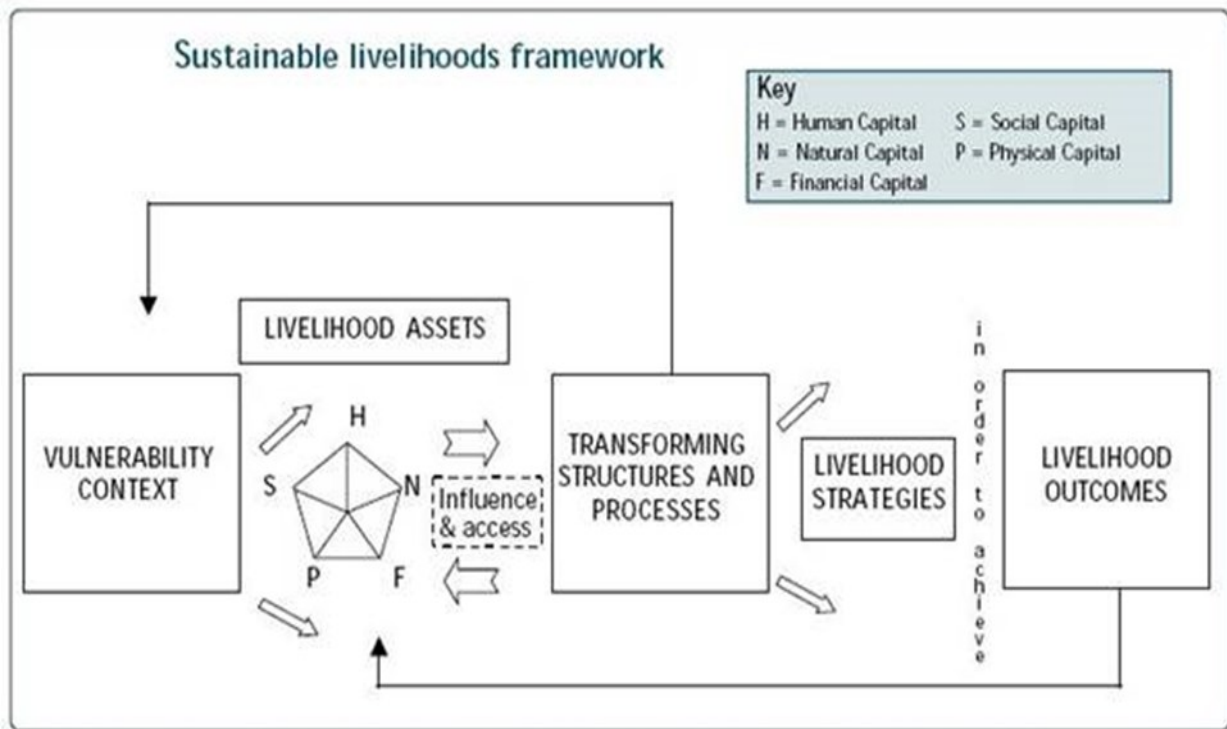 Sustainable livelihoods framework
Key
H = Human Capital S = Social Capital
N = Natural Capital P = Physical Capital
F = Financial Capital
LIVELIHOOD ASSETS
VULNERABILITY
CONTEXT
H
S
N
P
F
Influence
& access
TRANSFORMING
STRUCTURES AND
PROCESSES
LIVELIHOOD
STRATEGIES
in order to achieve
LIVELIHOOD
OUTCOMES